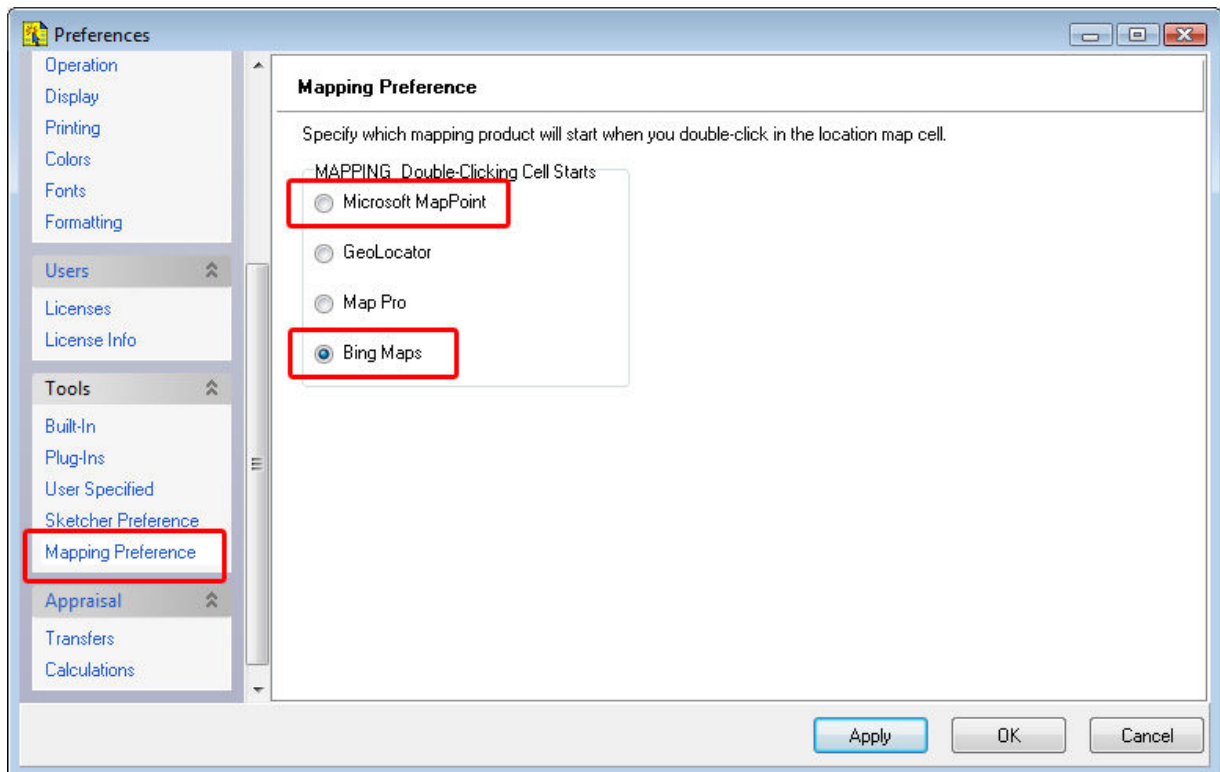 Preferences
Operation
Display
Printing
Colors
Fonts
Formatting
Users
Licenses
License Info
Tools
Built-In
Plug-Ins
User Specified
Sketcher Preference
Mapping Preference
Appraisal
Transfers
Calculations
Mapping Preference
Specify which mapping product will start when you double-click in the location map cell.
MAPPING Double-Clicking Cell Starts
Microsoft MapPoint
GeoLocator
Map Pro
Bing Maps
Apply
OK
Cancel